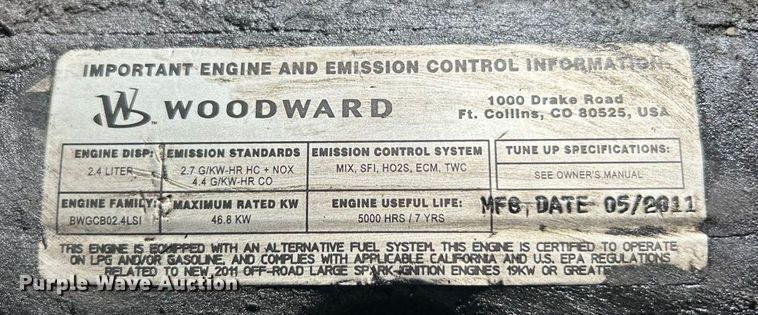 IMPORTANT ENGINE AND EMISSION CONTROL INFORMATION
WOODWARD
1000 Drake Road
Ft. Collins, CO 80525, USA
ENGINE DISP:
2.4 LITER
EMISSION STANDARDS
2.7 G/KW-HR HC + NOX
4.4 G/KW-HR CO
EMISSION CONTROL SYSTEM
MIX, SFI, HO2S, ECM, TWC
TUNE UP SPECIFICATIONS:
SEE OWNER'S MANUAL
ENGINE FAMILY:
BWGCB02.4LSI
MAXIMUM RATED KW
46.8 KW
ENGINE USEFUL LIFE:
5000 HRS / 7 YRS
MFG, DATE 05/2011
THIS ENGINE IS EQUIPPED WITH AN ALTERNATIVE FUEL SYSTEM. THIS ENGINE IS CERTIFIED TO OPERATE
ON LPG AND/OR GASOLINE, AND COMPLIES WITH APPLICABLE CALIFORNIA AND U.S. EPA REGULATIONS
RELATED TO NEW 2011 OFF-ROAD LARGE SPARK-IGNITION ENGINES 19KW OR GREATER
Purple Wave Auction